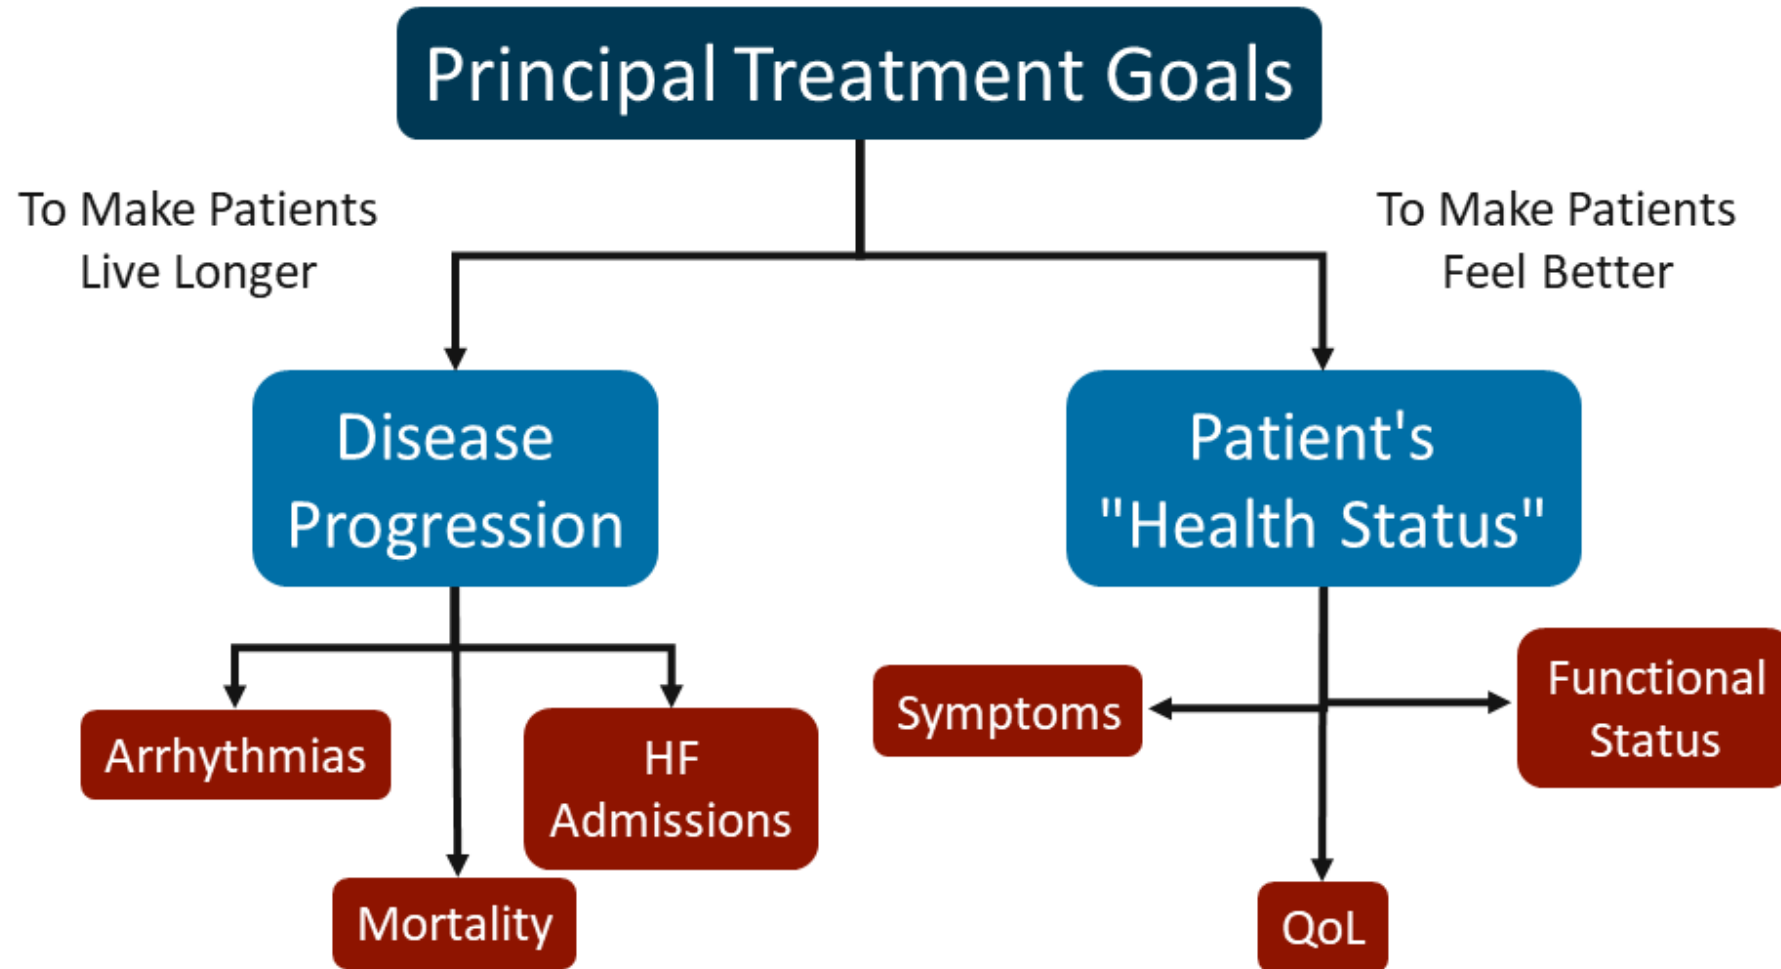 Principal Treatment Goals
To Make Patients
Live Longer
To Make Patients
Feel Better
Disease
Progression
Patient's
"Health Status"
Arrhythmias
HF
Admissions
Mortality
Symptoms
Functional
Status
QoL